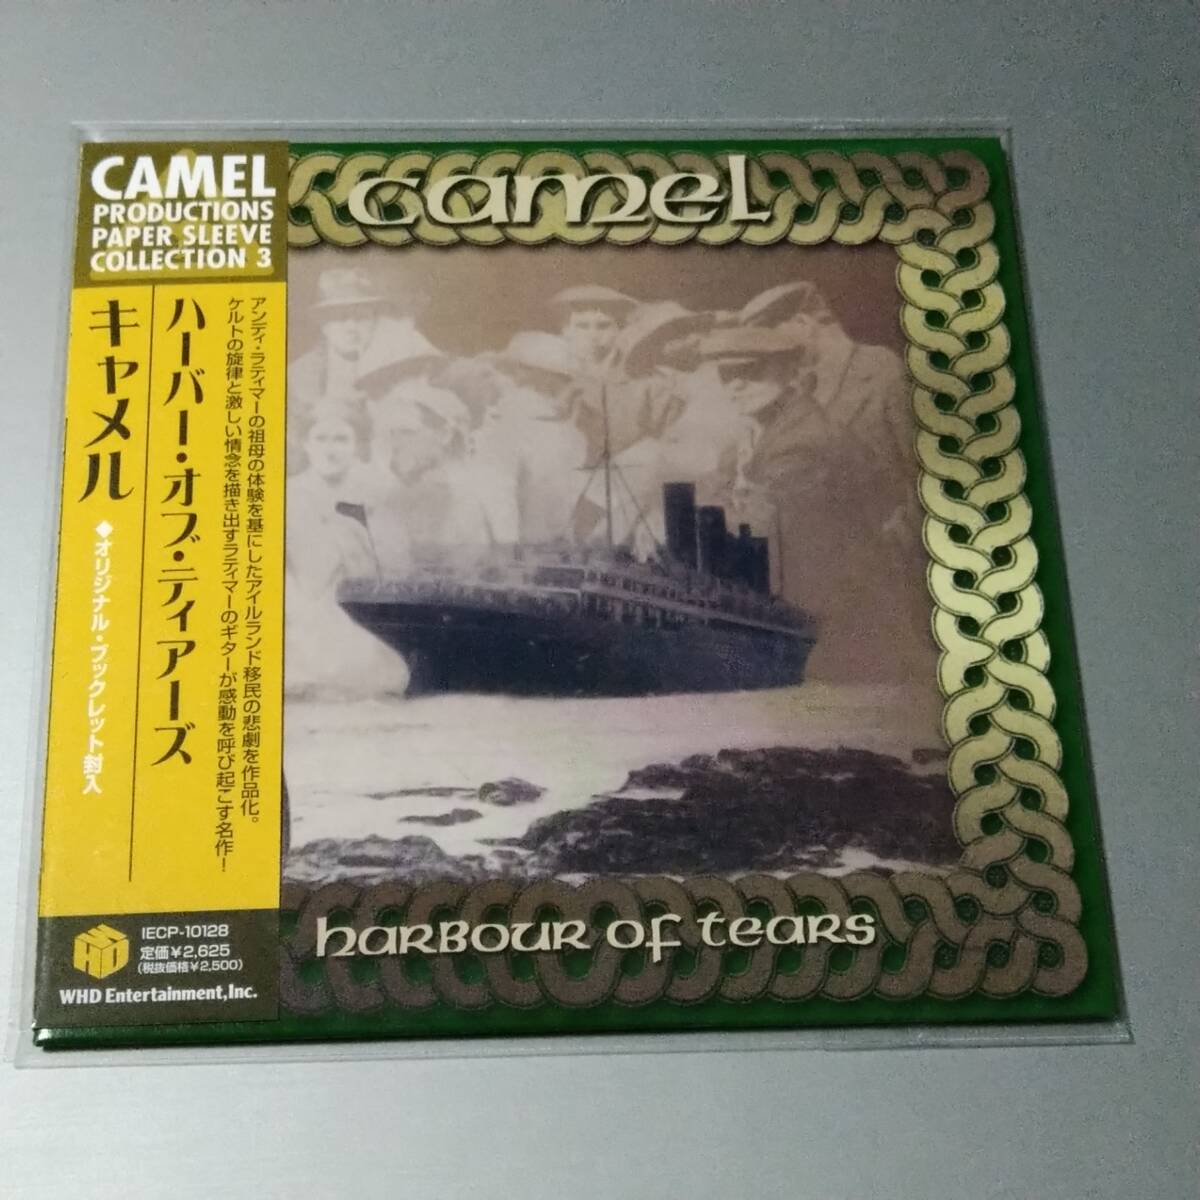 CAMEL
PRODUCTIONS
PAPER SLEEVE
COLLECTION 3
アンディ・ラティマーの祖母の体験を基にしたアイルランド移民の悲劇を作品化。
ケルトの旋律と激しい情念を描き出すラティマーのギターが感動を呼び起こす名作!
ハーバー・オブ・ティアーズ
キャメル
◆オリジナル・ブックレット封入
WHD
IECP-10128
定価¥2,625
(税抜価格¥2,500)
WHD Entertainment,Inc.
camel
harbour of tears